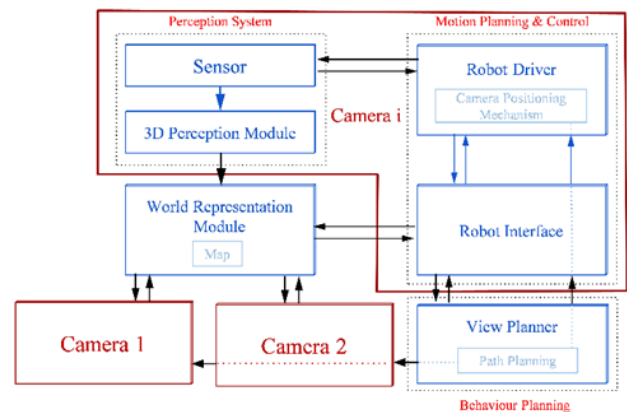 Perception System
Motion Planning & Control
Sensor
Robot Driver
Camera Positioning
Mechanism
Camera i
3D Perception Module
World Representation
Module
Map
Robot Interface
View Planner
Path Planning
Camera 1
Camera 2
Behaviour Planning